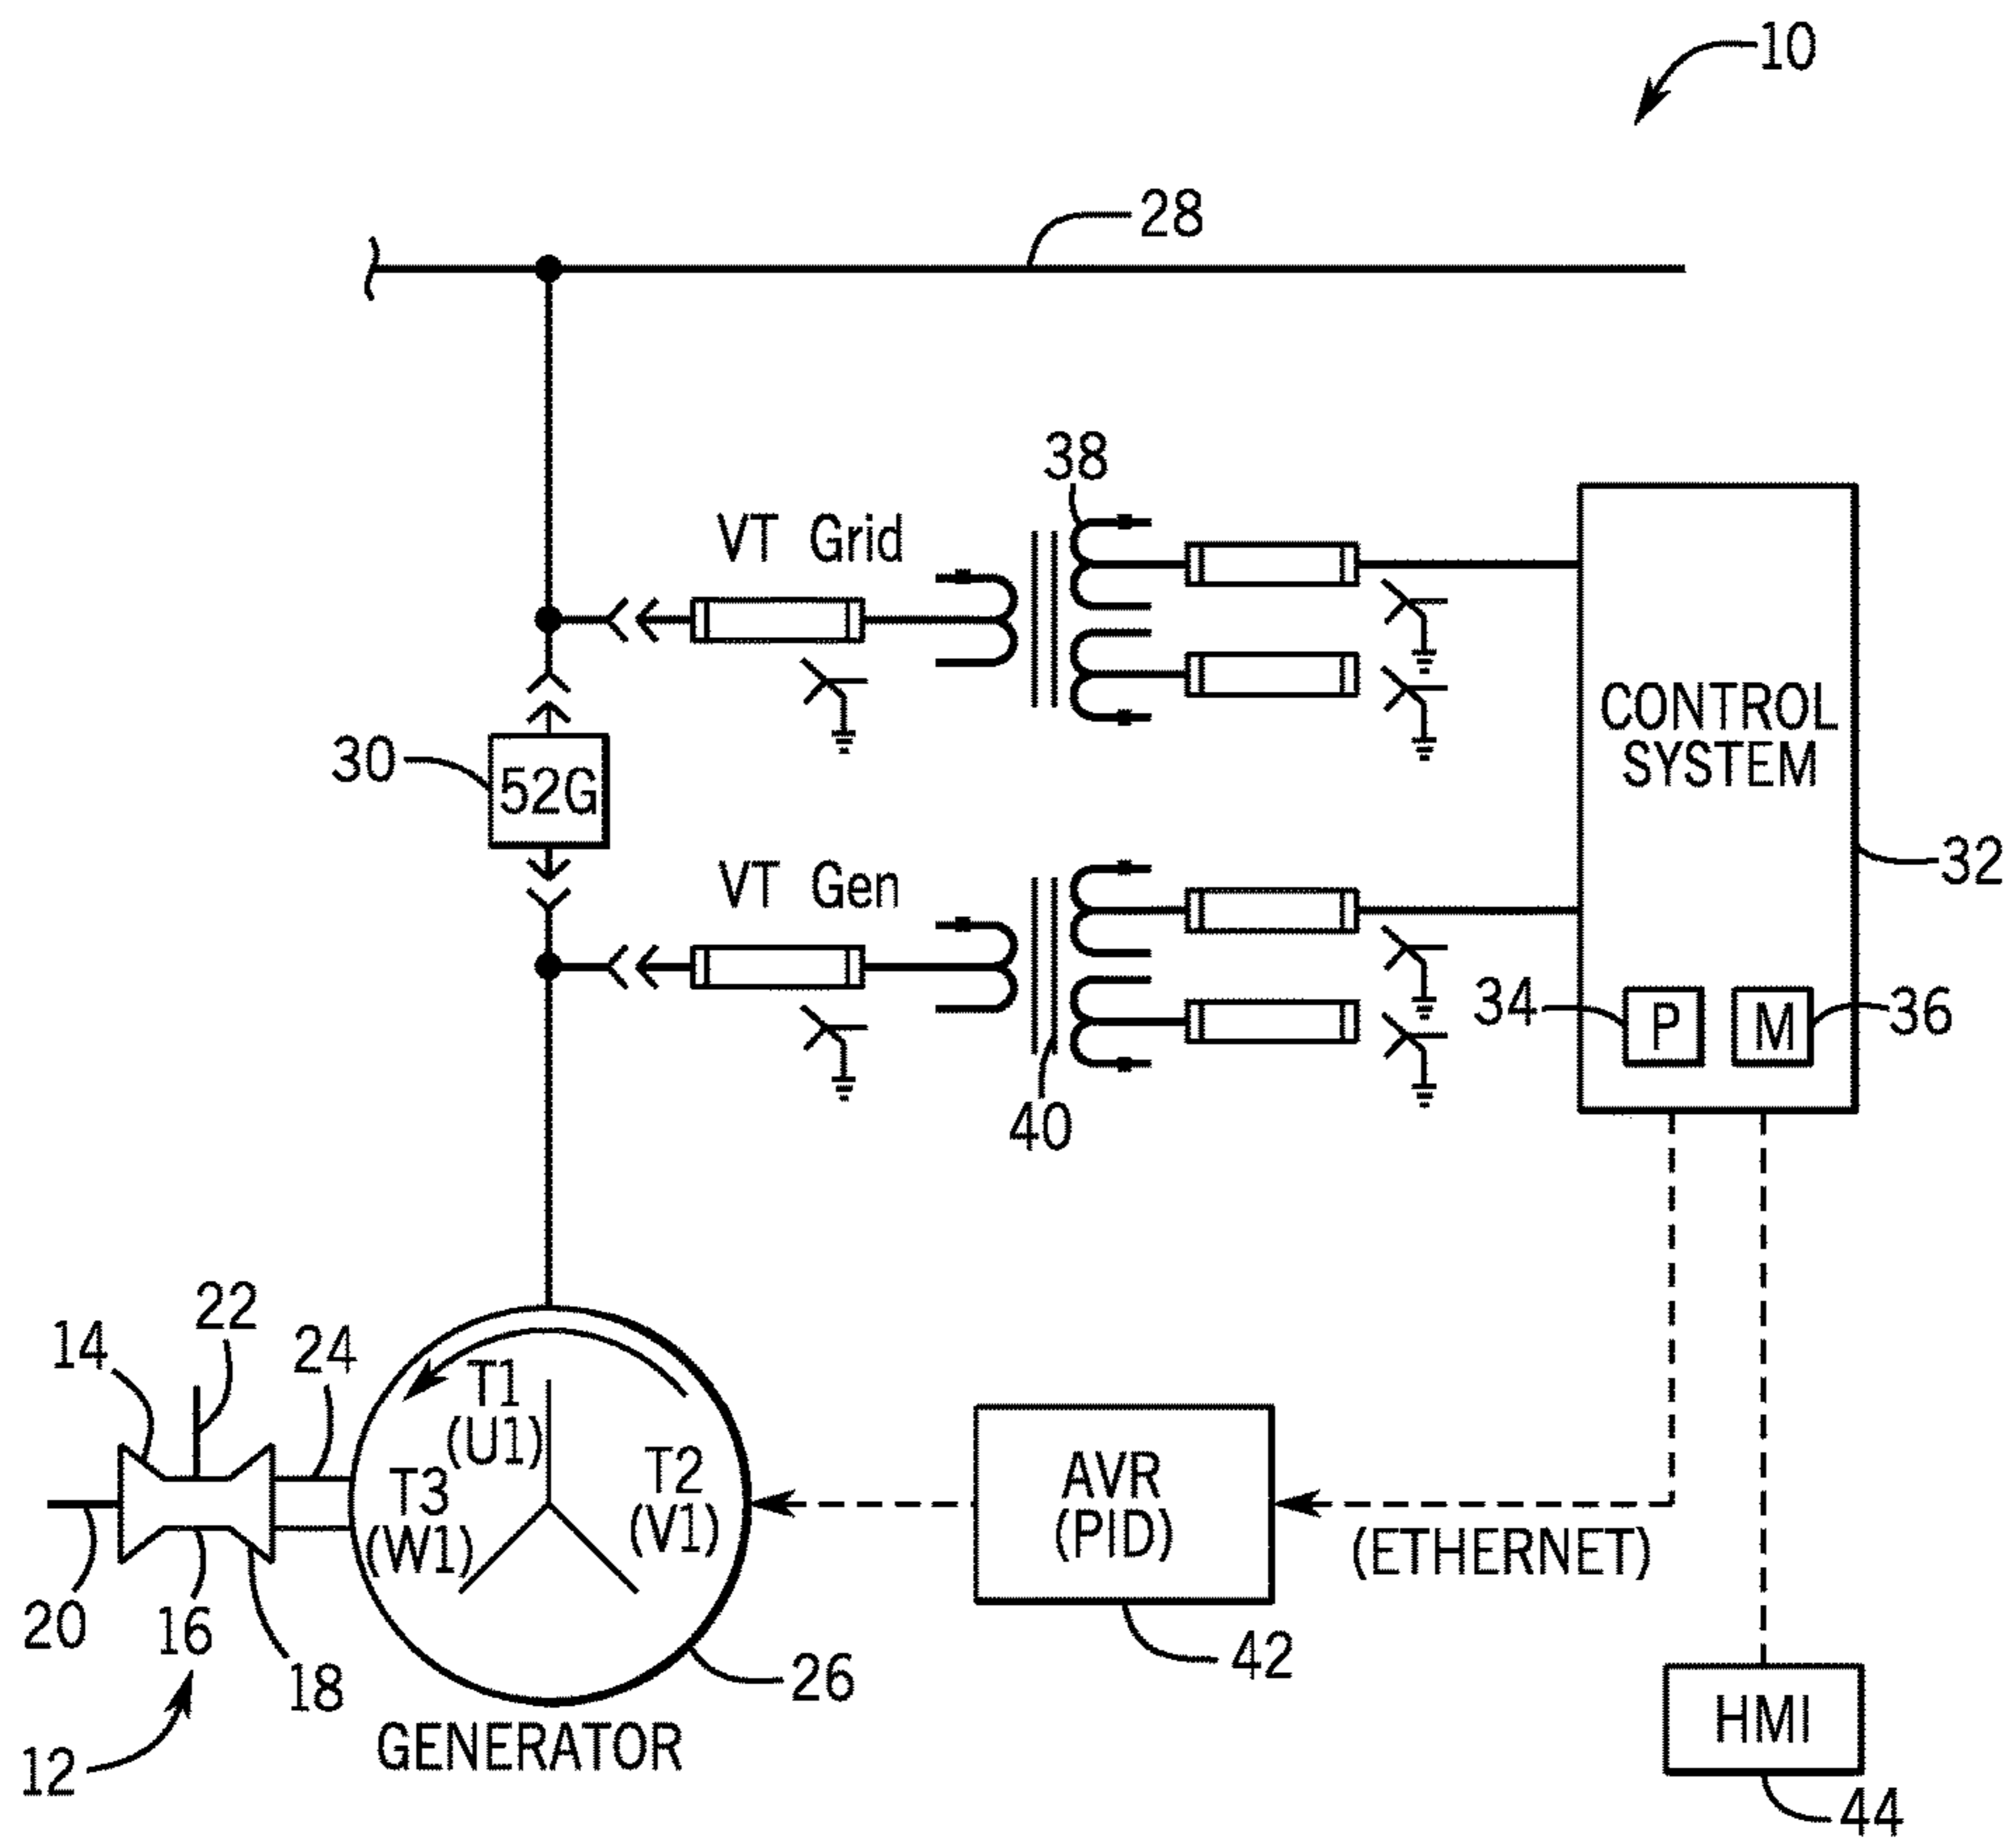 10
28
38
VT Grid
30
52G
CONTROL
SYSTEM
32
VT Gen
34
P
M
36
40
22
14
24
T1
(U1)
T2
(V1)
T3
(W1)
AVR
(PID)
(ETHERNET)
20
16
18
26
42
12
GENERATOR
HMI
44